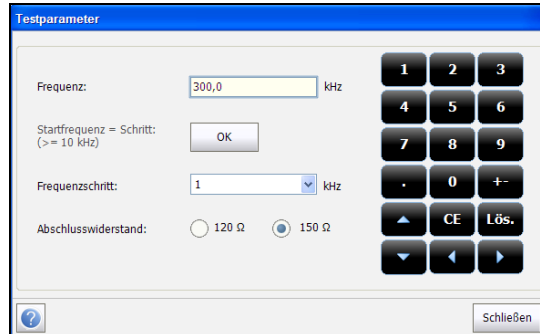 Testparameter
Frequenz: 300,0 kHz
Startfrequenz = Schritt:
(>= 10 kHz)
OK
Frequenzschritt: 1 kHz
Abschlusswiderstand: 120 Ω 150 Ω
1 2 3
4 5 6
7 8 9
. 0 +-
CE Lös.
?
Schließen